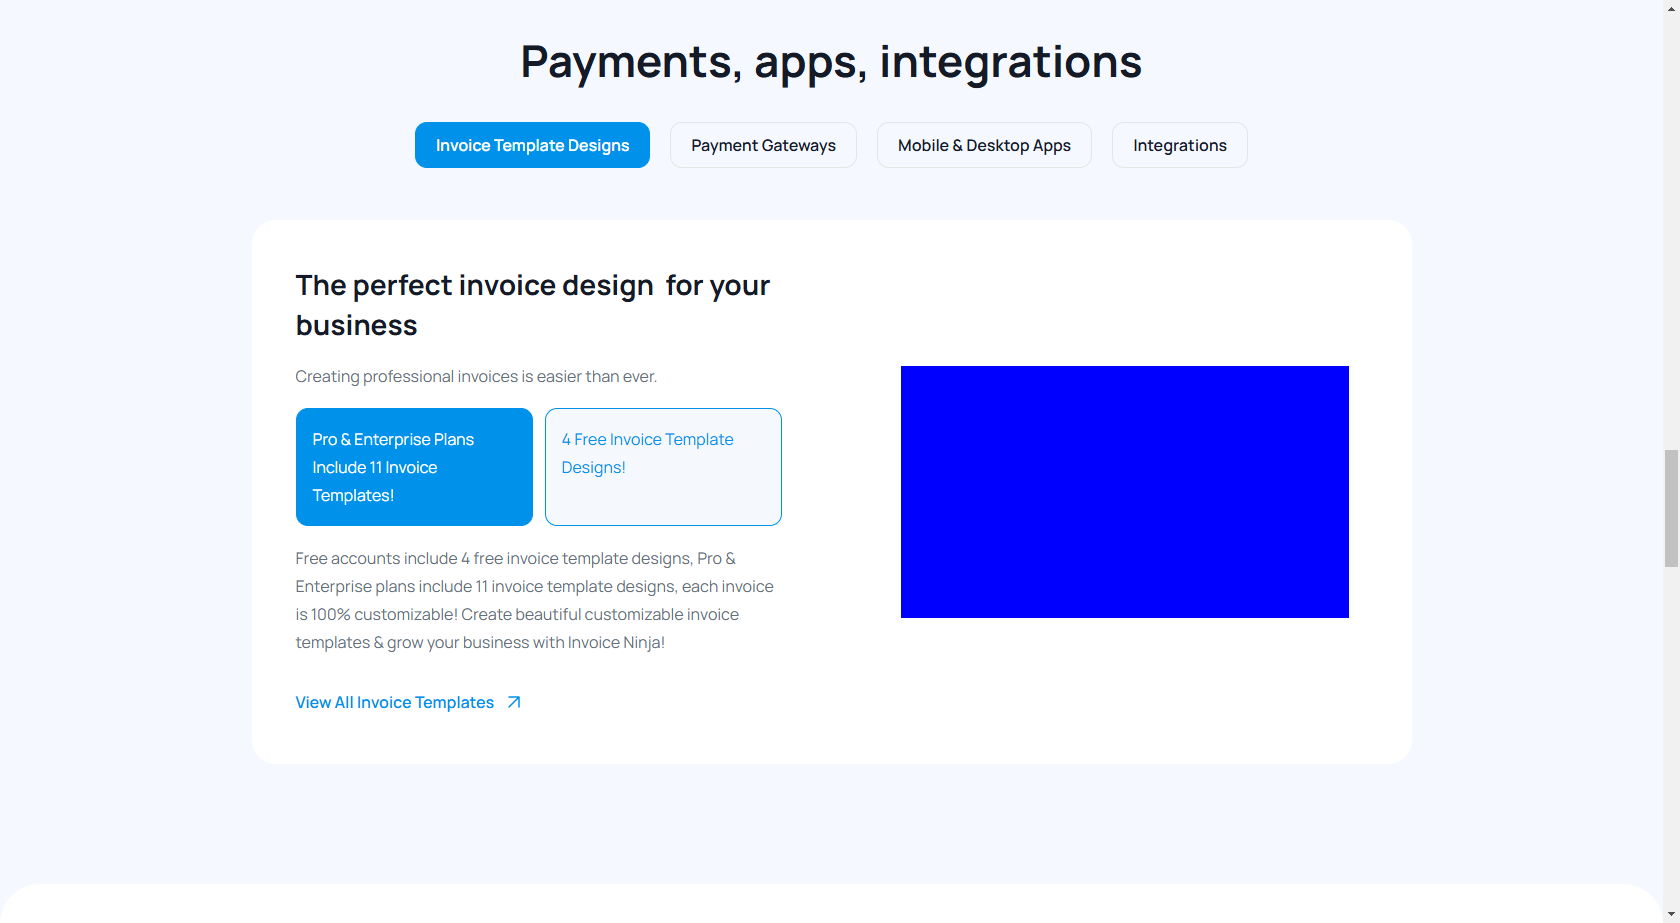 Payments, apps, integrations
Invoice Template Designs
Payment Gateways
Mobile & Desktop Apps
Integrations
The perfect invoice design  for your
business
Creating professional invoices is easier than ever.
Pro & Enterprise Plans
Include 11 Invoice
Templates!
4 Free Invoice Template
Designs!
Free accounts include 4 free invoice template designs, Pro &
Enterprise plans include 11 invoice template designs, each invoice
is 100% customizable! Create beautiful customizable invoice
templates & grow your business with Invoice Ninja!
View All Invoice Templates